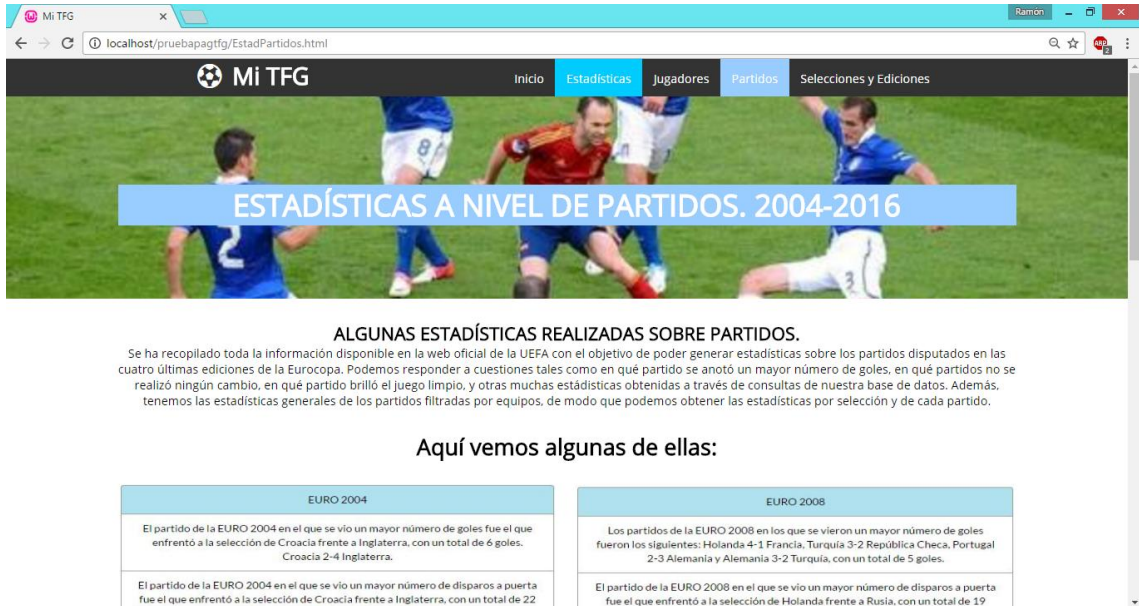 Mi TFG
Ramón
localhost/pruebapagtfg/EstadPartidos.html
ABP
2
Mi TFG
Inicio
Estadísticas
Jugadores
Partidos
Selecciones y Ediciones
8
2
3
ESTADÍSTICAS A NIVEL DE PARTIDOS. 2004-2016
ALGUNAS ESTADÍSTICAS REALIZADAS SOBRE PARTIDOS.
Se ha recopilado toda la información disponible en la web oficial de la UEFA con el objetivo de poder generar estadísticas sobre los partidos disputados en las
cuatro últimas ediciones de la Eurocopa. Podemos responder a cuestiones tales como en qué partido se anotó un mayor número de goles, en qué partidos no se
realizó ningún cambio, en qué partido brilló el juego limpio, y otras muchas estádisticas obtenidas a través de consultas de nuestra base de datos. Además,
tenemos las estadísticas generales de los partidos filtradas por equipos, de modo que podemos obtener las estadísticas por selección y de cada partido.
Aquí vemos algunas de ellas:
EURO 2004
El partido de la EURO 2004 en el que se vio un mayor número de goles fue el que
enfrentó a la selección de Croacia frente a Inglaterra, con un total de 6 goles.
Croacia 2-4 Inglaterra.
El partido de la EURO 2004 en el que se vio un mayor número de disparos a puerta
fue el que enfrentó a la selección de Croacia frente a Inglaterra, con un total de 22
EURO 2008
Los partidos de la EURO 2008 en los que se vieron un mayor número de goles
fueron los siguientes: Holanda 4-1 Francia, Turquía 3-2 República Checa, Portugal
2-3 Alemania y Alemania 3-2 Turquía, con un total de 5 goles.
El partido de la EURO 2008 en el que se vio un mayor número de disparos a puerta
fue el que enfrentó a la selección de Holanda frente a Rusia, con un total de 19